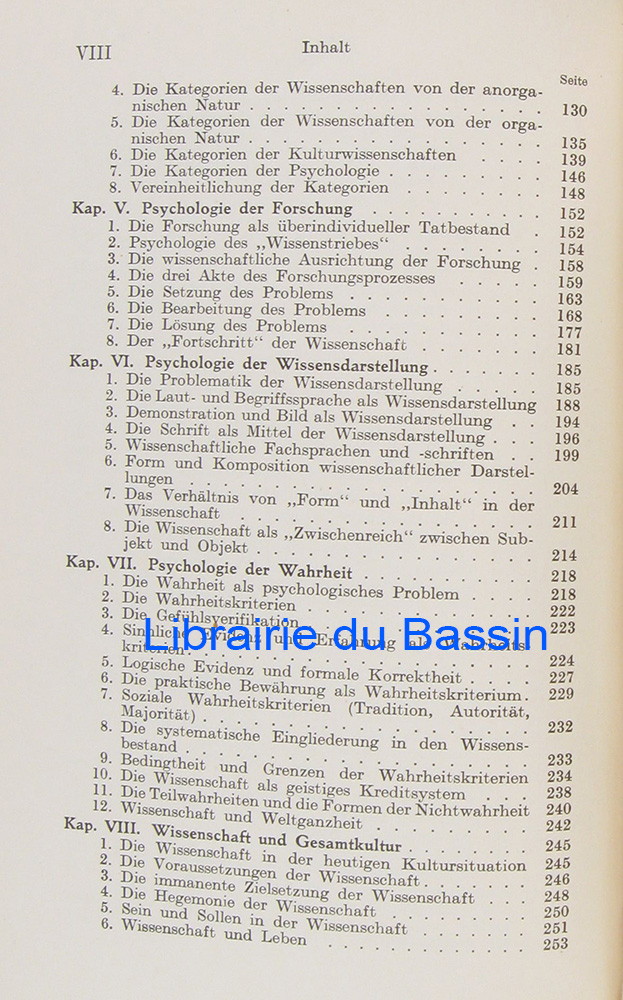 VIII Inhalt
Seite
4. Die Kategorien der Wissenschaften von der anorga-
nischen Natur . . . . . . . . . . . . . . . . . 130
5. Die Kategorien der Wissenschaften von der orga-
nischen Natur . . . . . . . . . . . . . . . . . 135
6. Die Kategorien der Kulturwissenschaften . . . . 139
7. Die Kategorien der Psychologie . . . . . . . . . 146
8. Vereinheitlichung der Kategorien . . . . . . . . 148
Kap. V. Psychologie der Forschung . . . . . . . . . . . 152
1. Die Forschung als überindividueller Tatbestand . 152
2. Psychologie des „Wissenstriebes“ . . . . . . . . 154
3. Die wissenschaftliche Ausrichtung der Forschung . 158
4. Die drei Akte des Forschungsprozesses . . . . . 159
5. Die Setzung des Problems . . . . . . . . . . . 163
6. Die Bearbeitung des Problems . . . . . . . . . 168
7. Die Lösung des Problems . . . . . . . . . . . 177
8. Der „Fortschritt“ der Wissenschaft . . . . . . . 181
Kap. VI. Psychologie der Wissensdarstellung . . . . . . . 185
1. Die Problematik der Wissensdarstellung . . . . . 185
2. Die Laut- und Begriffssprache als Wissensdarstellung 188
3. Demonstration und Bild als Wissensdarstellung . . 194
4. Die Schrift als Mittel der Wissensdarstellung . . . 196
5. Wissenschaftliche Fachsprachen und -schriften . . 199
6. Form und Komposition wissenschaftlicher Darstel-
lungen . . . . . . . . . . . . . . . . . . . . 204
7. Das Verhältnis von „Form“ und „Inhalt“ in der
Wissenschaft . . . . . . . . . . . . . . . . . 211
8. Die Wissenschaft als „Zwischenreich“ zwischen Sub-
jekt und Objekt . . . . . . . . . . . . . . . . 214
Kap. VII. Psychologie der Wahrheit . . . . . . . . . . . 218
1. Die Wahrheit als psychologisches Problem . . . . 218
2. Die Wahrheitskriterien . . . . . . . . . . . . . 222
3. Die Gefühlsverifikation . . . . . . . . . . . . . 223
4. Sinnliche Evidenz und Erfahrung als Wahrheits-
Librairie du Bassin
kriterien . . . . . . . . . . . . . . . . . . . 224
5. Logische Evidenz und formale Korrektheit . . . . 227
6. Die praktische Bewährung als Wahrheitskriterium . 229
7. Soziale Wahrheitskriterien (Tradition, Autorität,
Majorität) . . . . . . . . . . . . . . . . . . 232
8. Die systematische Eingliederung in den Wissens-
bestand . . . . . . . . . . . . . . . . . . . . 233
9. Bedingtheit und Grenzen der Wahrheitskriterien 234
10. Die Wissenschaft als geistiges Kreditsystem . . . 238
11. Die Teilwahrheiten und die Formen der Nichtwahrheit 240
12. Wissenschaft und Weltganzheit . . . . . . . . . 242
Kap. VIII. Wissenschaft und Gesamtkultur . . . . . . . . 245
1. Die Wissenschaft in der heutigen Kultursituation 245
2. Die Voraussetzungen der Wissenschaft . . . . . . 246
3. Die immanente Zielsetzung der Wissenschaft . . . 248
4. Die Hegemonie der Wissenschaft . . . . . . . . 250
5. Sein und Sollen in der Wissenschaft . . . . . . . 251
6. Wissenschaft und Leben . . . . . . . . . . . . 253